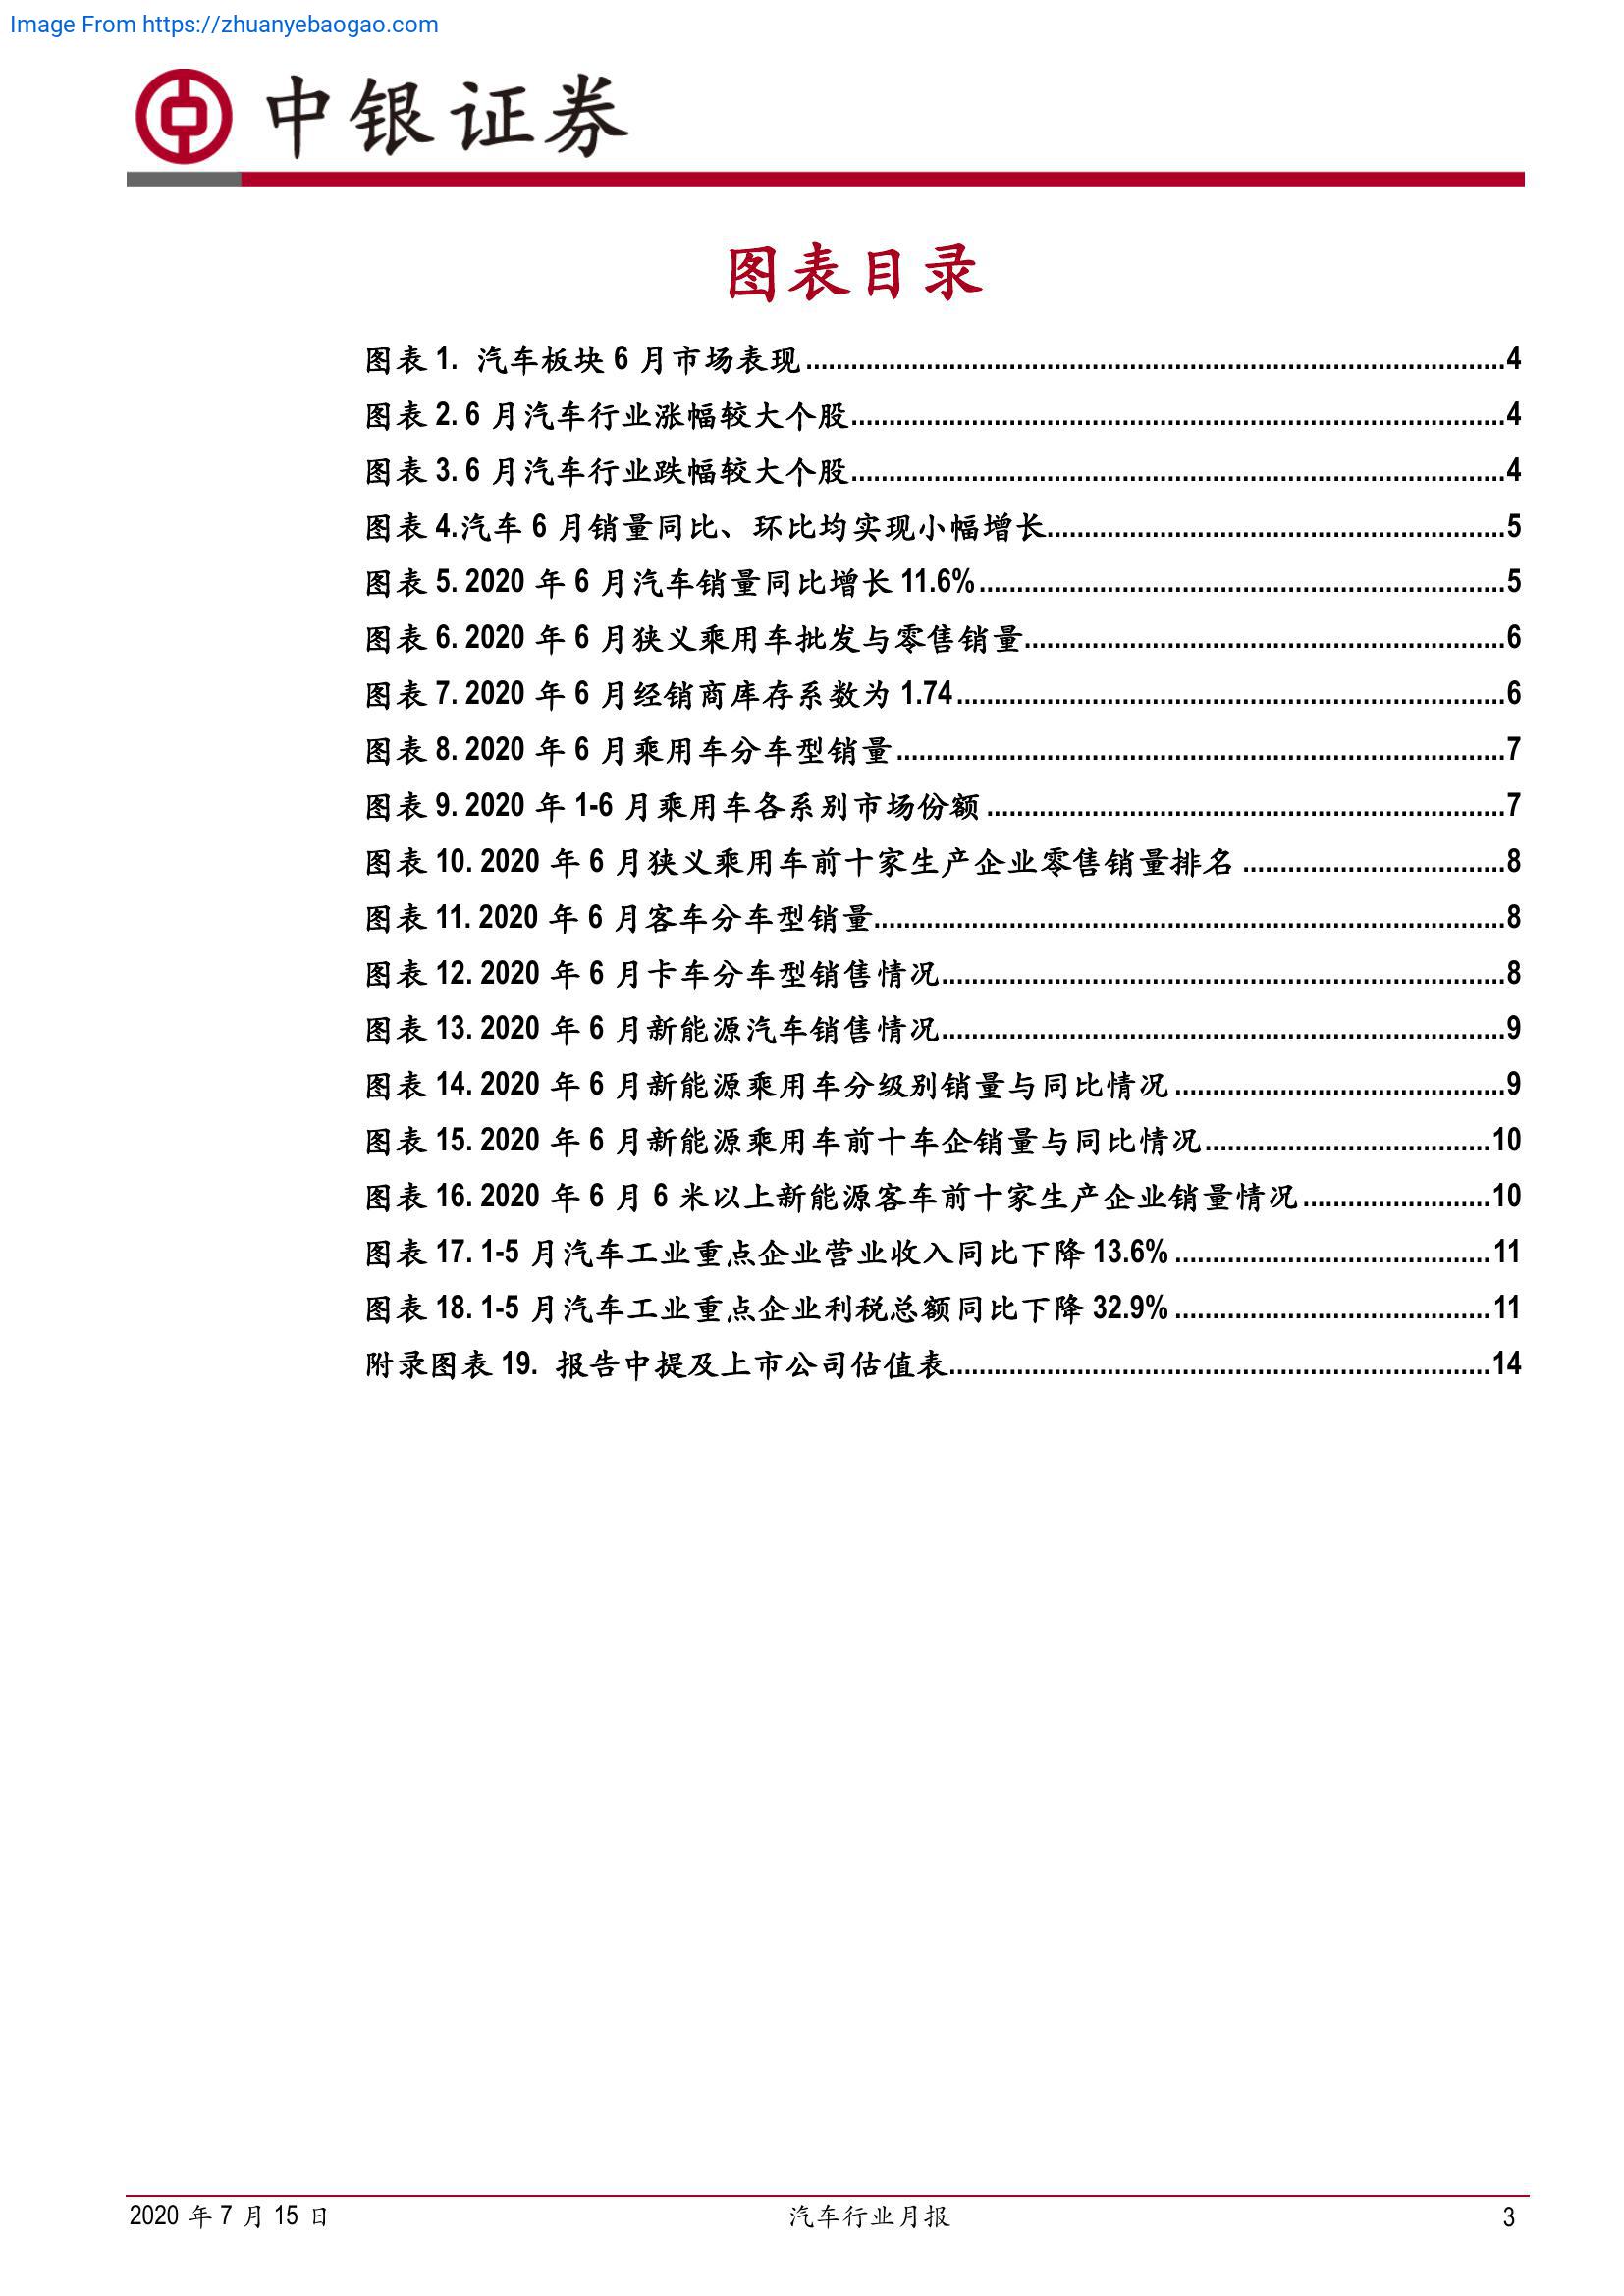 Image From https://zhuanyebaogao.com
中银证券
图表目录
图表 1. 汽车板块 6 月市场表现....................4
图表 2. 6 月汽车行业涨幅较大个股....................4
图表 3. 6 月汽车行业跌幅较大个股....................4
图表 4.汽车 6 月销量同比、环比均实现小幅增长....................5
图表 5. 2020 年 6 月汽车销量同比增长 11.6%....................5
图表 6. 2020 年 6 月狭义乘用车批发与零售销量....................6
图表 7. 2020 年 6 月经销商库存系数为 1.74....................6
图表 8. 2020 年 6 月乘用车分车型销量....................7
图表 9. 2020 年 1-6 月乘用车各系别市场份额....................7
图表 10. 2020 年 6 月狭义乘用车前十家生产企业零售销量排名....................8
图表 11. 2020 年 6 月客车分车型销量....................8
图表 12. 2020 年 6 月卡车分车型销售情况....................8
图表 13. 2020 年 6 月新能源汽车销售情况....................9
图表 14. 2020 年 6 月新能源乘用车分级别销量与同比情况....................9
图表 15. 2020 年 6 月新能源乘用车前十车企销量与同比情况....................10
图表 16. 2020 年 6 月 6 米以上新能源客车前十家生产企业销量情况....................10
图表 17. 1-5 月汽车工业重点企业营业收入同比下降 13.6%....................11
图表 18. 1-5 月汽车工业重点企业利税总额同比下降 32.9%....................11
附录图表 19. 报告中提及上市公司估值表....................14
2020 年 7 月 15 日 汽车行业月报 3